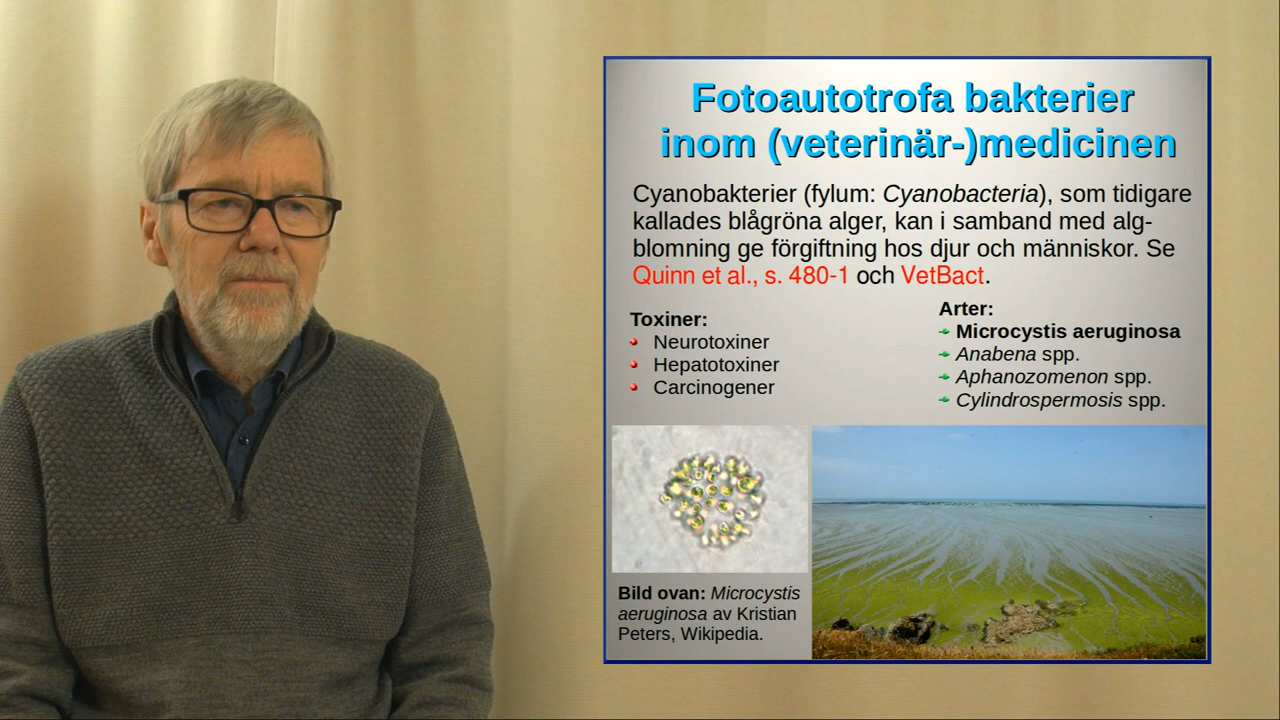 Fotoautotrofa bakterier
inom (veterinär-)medicinen
Cyanobakterier (fylum: Cyanobacteria), som tidigare
kallades blågröna alger, kan i samband med alg-
blomning ge förgiftning hos djur och människor. Se
Quinn et al., s. 480-1 och VetBact.
Toxiner:
Neurotoxiner
Hepatotoxiner
Carcinogener
Arter:
Microcystis aeruginosa
Anabena spp.
Aphanozomenon spp.
Cylindrospermosis spp.
Bild ovan: Microcystis
aeruginosa av Kristian
Peters, Wikipedia.